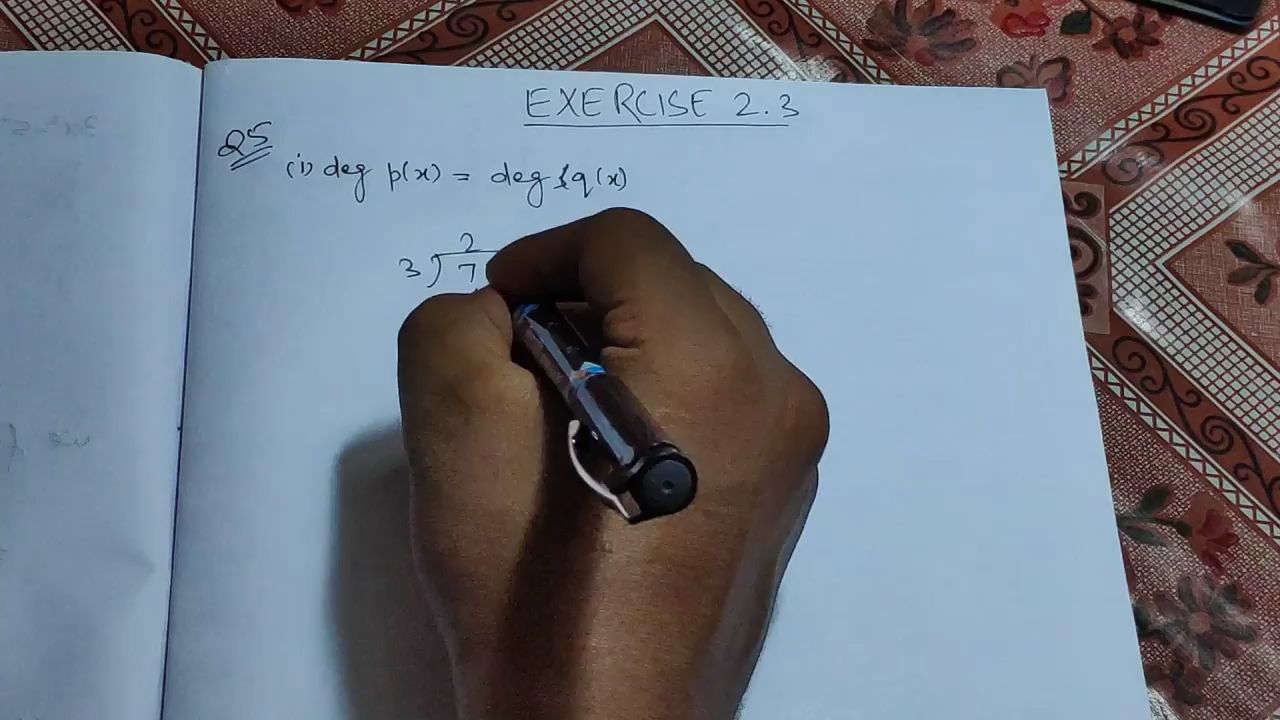 EXERCISE 2.3
Q5
(i) deg p(x) = deg q(x)
2
3) 7